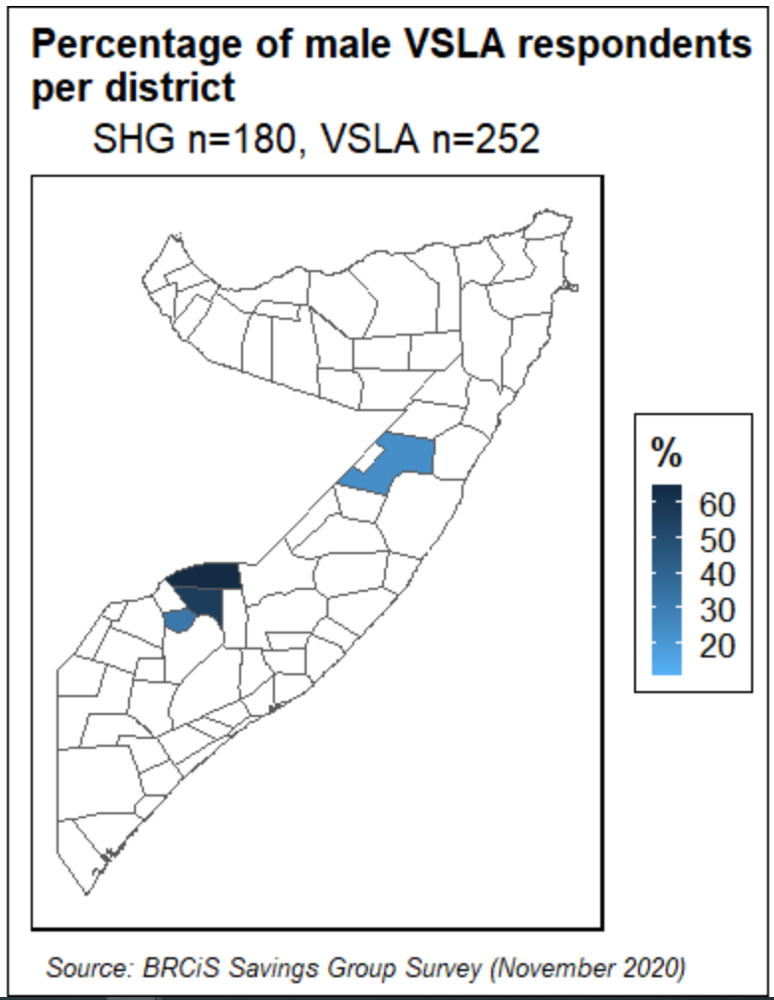 Percentage of male VSLA respondents
per district
SHG n=180, VSLA n=252
%
60
50
40
30
20
Source: BRCiS Savings Group Survey (November 2020)